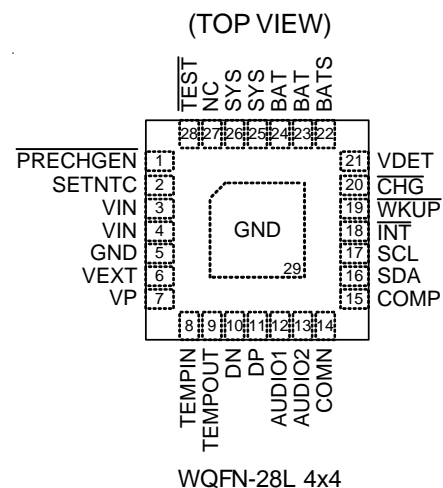 (TOP VIEW)
TEST
NC
SYS
SYS
BAT
BAT
BATS
28 27 26 25 24 23 22
PRECHGEN 1
SETNTC 2
VIN 3
VIN 4
GND 5
VEXT 6
VP 7
21 VDET
20 CHG
19 WKUP
18 INT
17 SCL
16 SDA
15 COMP
GND
29
8 9 10 11 12 13 14
TEMPIN
TEMPOUT
DN
DP
AUDIO1
AUDIO2
COMN
WQFN-28L 4x4